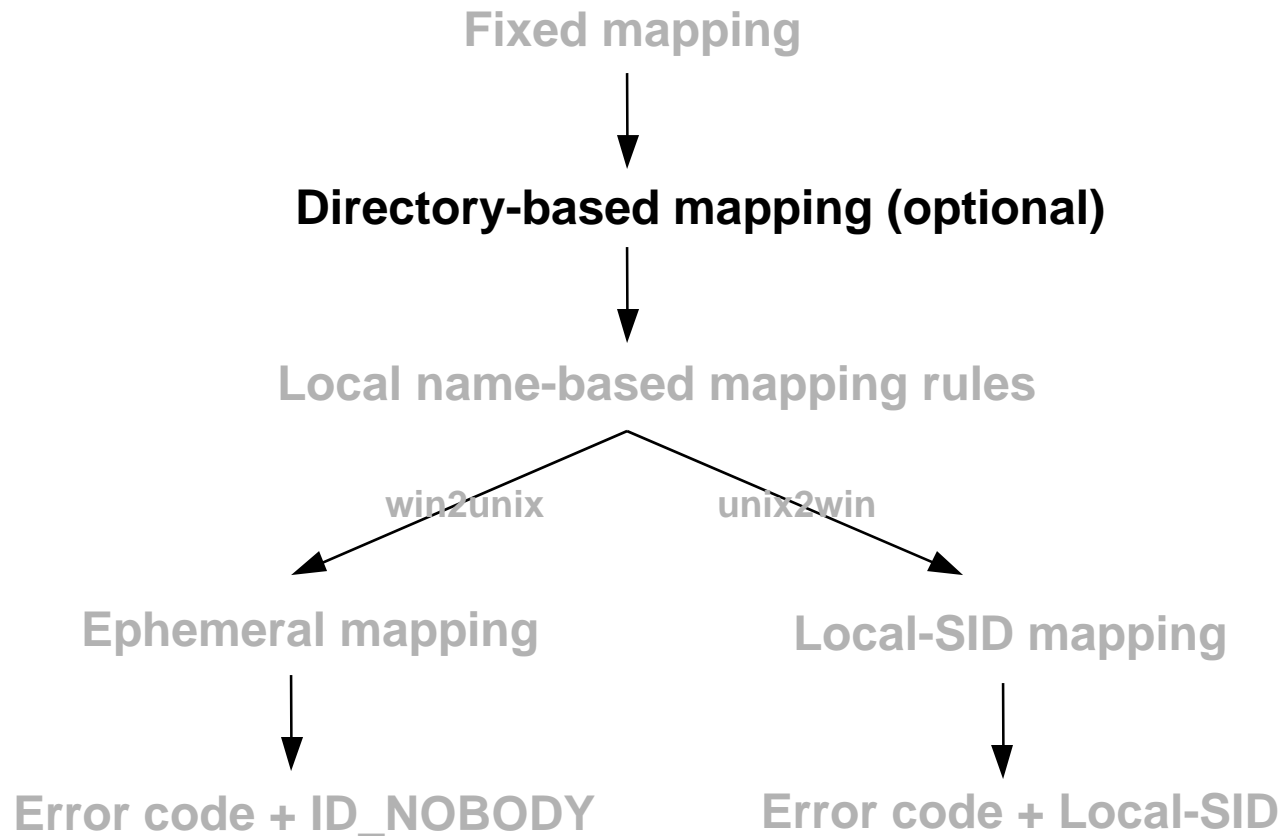 Fixed mapping
Directory-based mapping (optional)
Local name-based mapping rules
win2unix
unix2win
Ephemeral mapping
Local-SID mapping
Error code + ID_NOBODY
Error code + Local-SID